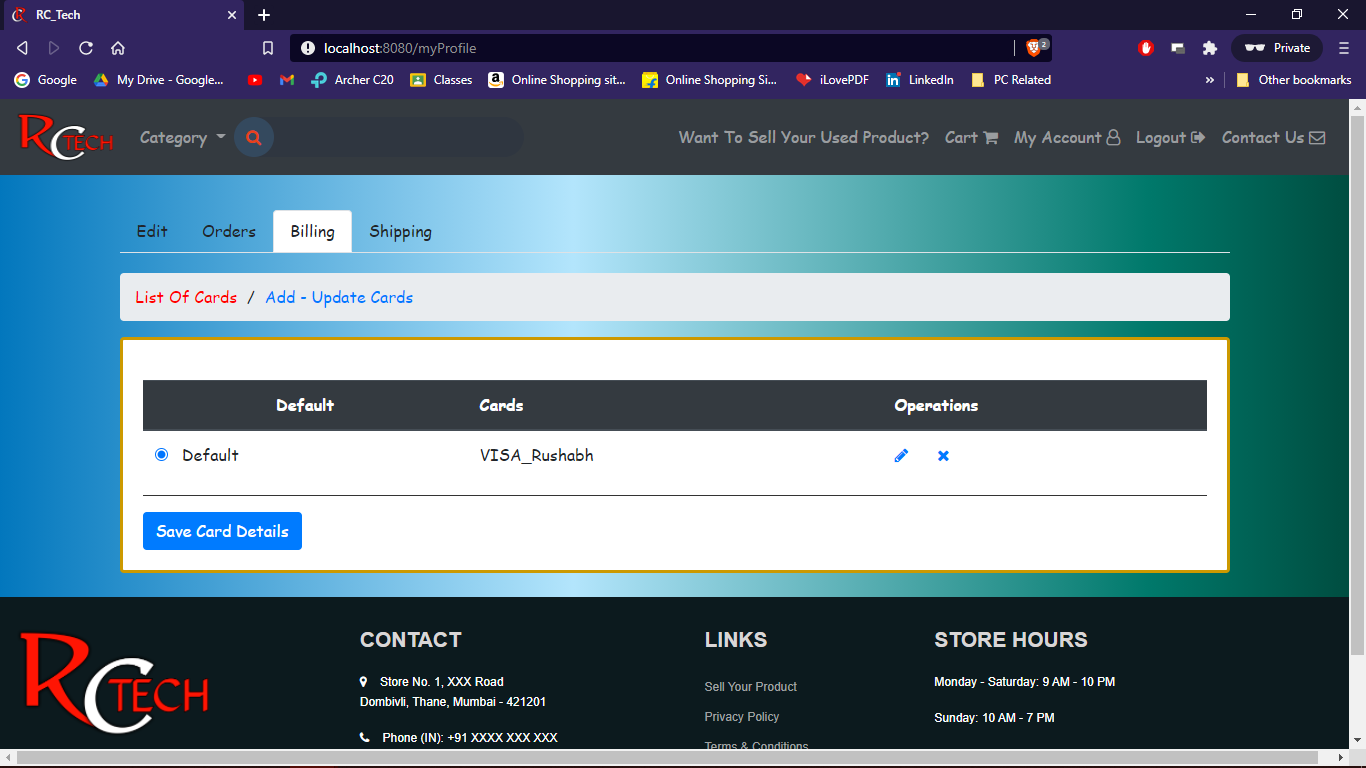 RC_Tech
localhost:8080/myProfile
2
Private
Google
My Drive - Google...
Archer C20
Classes
Online Shopping sit...
Online Shopping Si...
iLovePDF
LinkedIn
PC Related
»
Other bookmarks
RC TECH
Category
Want To Sell Your Used Product?
Cart
My Account
Logout
Contact Us
Edit
Orders
Billing
Shipping
List Of Cards / Add - Update Cards
Default Cards Operations
Default VISA_Rushabh
Save Card Details
RC TECH
CONTACT
Store No. 1, XXX Road
Dombivli, Thane, Mumbai - 421201
Phone (IN): +91 XXXX XXX XXX
LINKS
Sell Your Product
Privacy Policy
Terms & Conditions
STORE HOURS
Monday - Saturday: 9 AM - 10 PM
Sunday: 10 AM - 7 PM